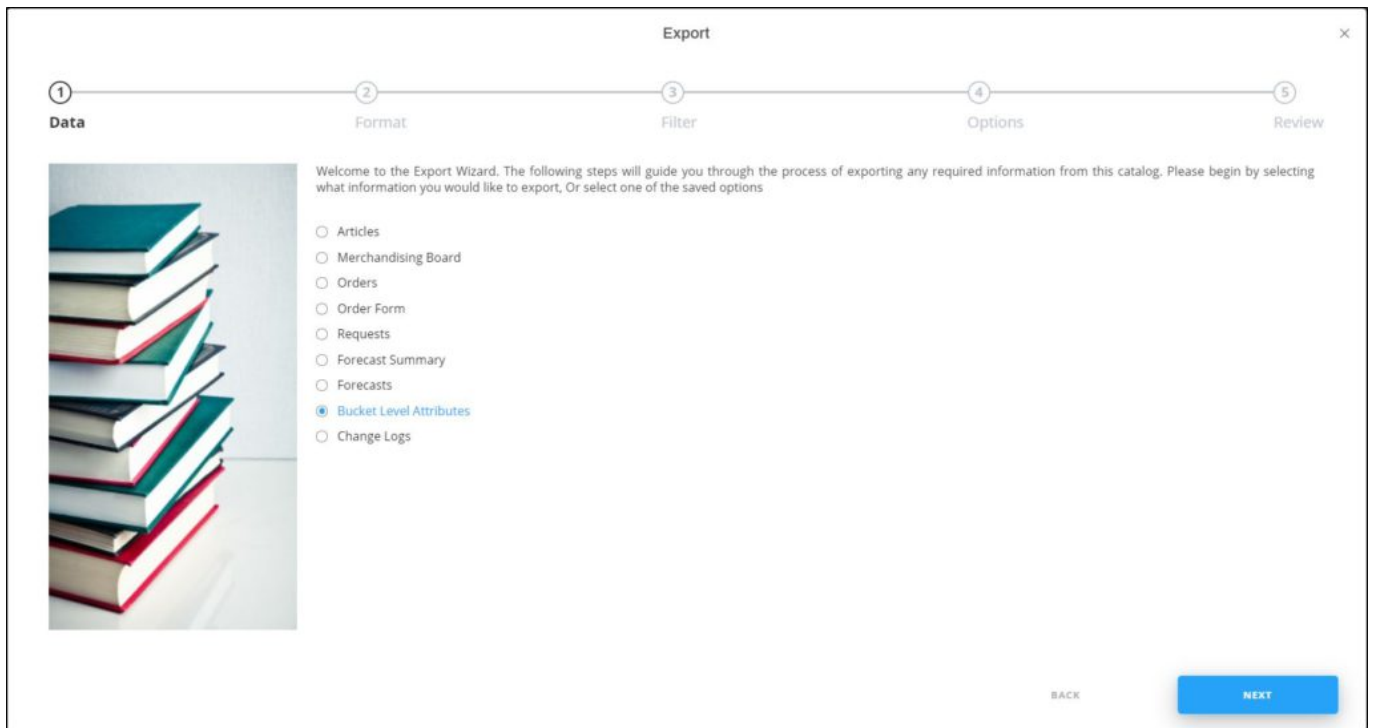 Export
1
2
3
4
5
Data
Format
Filter
Options
Review
Welcome to the Export Wizard. The following steps will guide you through the process of exporting any required information from this catalog. Please begin by selecting
what information you would like to export, Or select one of the saved options
Articles
Merchandising Board
Orders
Order Form
Requests
Forecast Summary
Forecasts
Bucket Level Attributes
Change Logs
BACK
NEXT